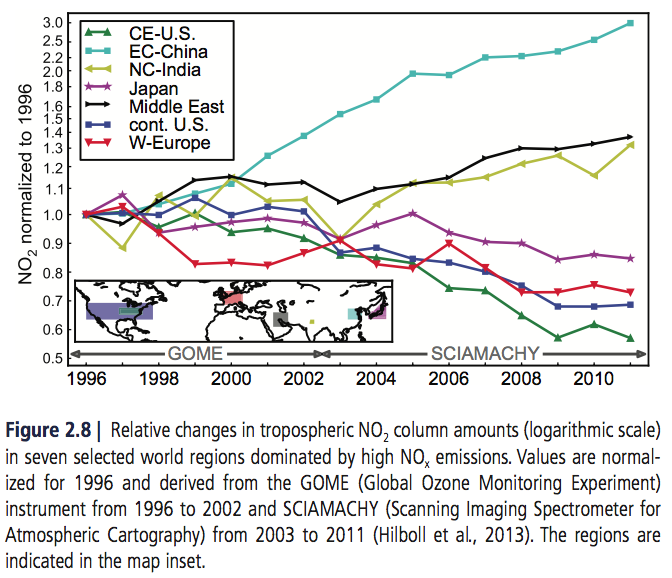 3.0
2.5
2.2
2.0
1.8
1.6
1.5
1.4
1.3
1.2
1.1
1.0
0.9
0.8
0.7
0.6
0.5
NO₂ normalized to 1996
CE-U.S.
EC-China
NC-India
Japan
Middle East
cont. U.S.
W-Europe
GOME
SCIAMACHY
1996 1998 2000 2002 2004 2006 2008 2010
Figure 2.8 | Relative changes in tropospheric NO₂ column amounts (logarithmic scale)
in seven selected world regions dominated by high NOₓ emissions. Values are normal-
ized for 1996 and derived from the GOME (Global Ozone Monitoring Experiment)
instrument from 1996 to 2002 and SCIAMACHY (Scanning Imaging Spectrometer for
Atmospheric Cartography) from 2003 to 2011 (Hilboll et al., 2013). The regions are
indicated in the map inset.